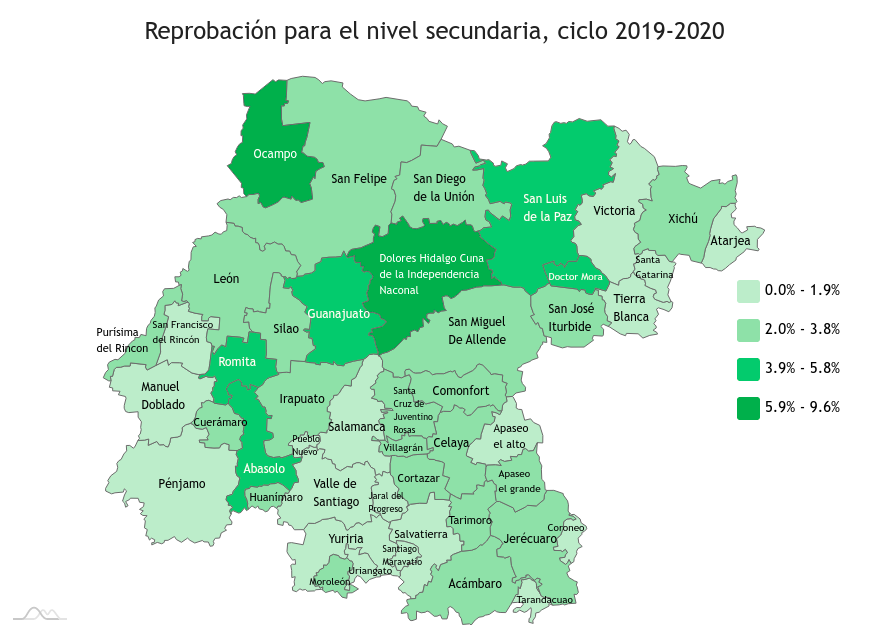 Reprobación para el nivel secundaria, ciclo 2019-2020
Ocampo
San Felipe
San Diego
de la Unión
San Luis
de la Paz
Victoria
Xichú
Atarjea
Dolores Hidalgo Cuna
de la Independencia
Naconal
Santa
Catarina
Doctor Mora
León
Guanajuato
Tierra
Blanca
San José
Iturbide
San Miguel
De Allende
Silao
San Francisco
del Rincón
Purísima
del Rincon
Romita
0.0% - 1.9%
2.0% - 3.8%
3.9% - 5.8%
5.9% - 9.6%
Manuel
Doblado
Irapuato
Santa
Cruz de
Juventino
Rosas
Comonfort
Cuerámaro
Salamanca
Pueblo
Nuevo
Villagrán
Celaya
Apaseo
el alto
Abasolo
Pénjamo
Huanímaro
Valle de
Santiago
Jaral del
Progreso
Cortazar
Apaseo
el grande
Tarimoro
Coroneo
Jerécuaro
Yuriria
Salvatierra
Santiago
Maravatío
Uriangato
Moroleón
Acámbaro
Tarandacuao